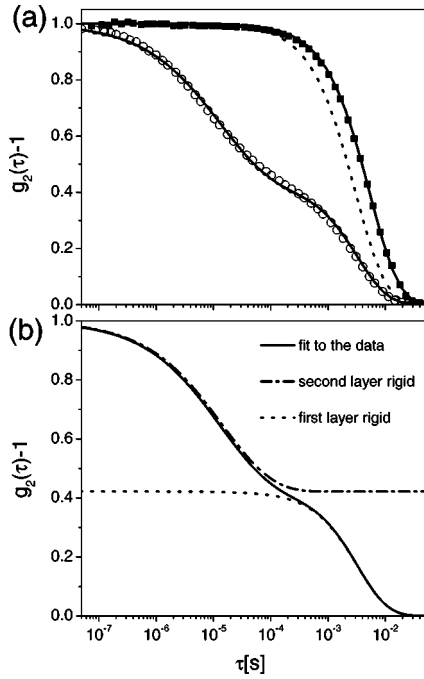 (a)
1.0
0.8
0.6
0.4
0.2
0.0
g₂(τ)-1
(b)
1.0
0.8
0.6
0.4
0.2
0.0
g₂(τ)-1
fit to the data
second layer rigid
first layer rigid
10⁻⁷ 10⁻⁶ 10⁻⁵ 10⁻⁴ 10⁻³ 10⁻²
τ[s]